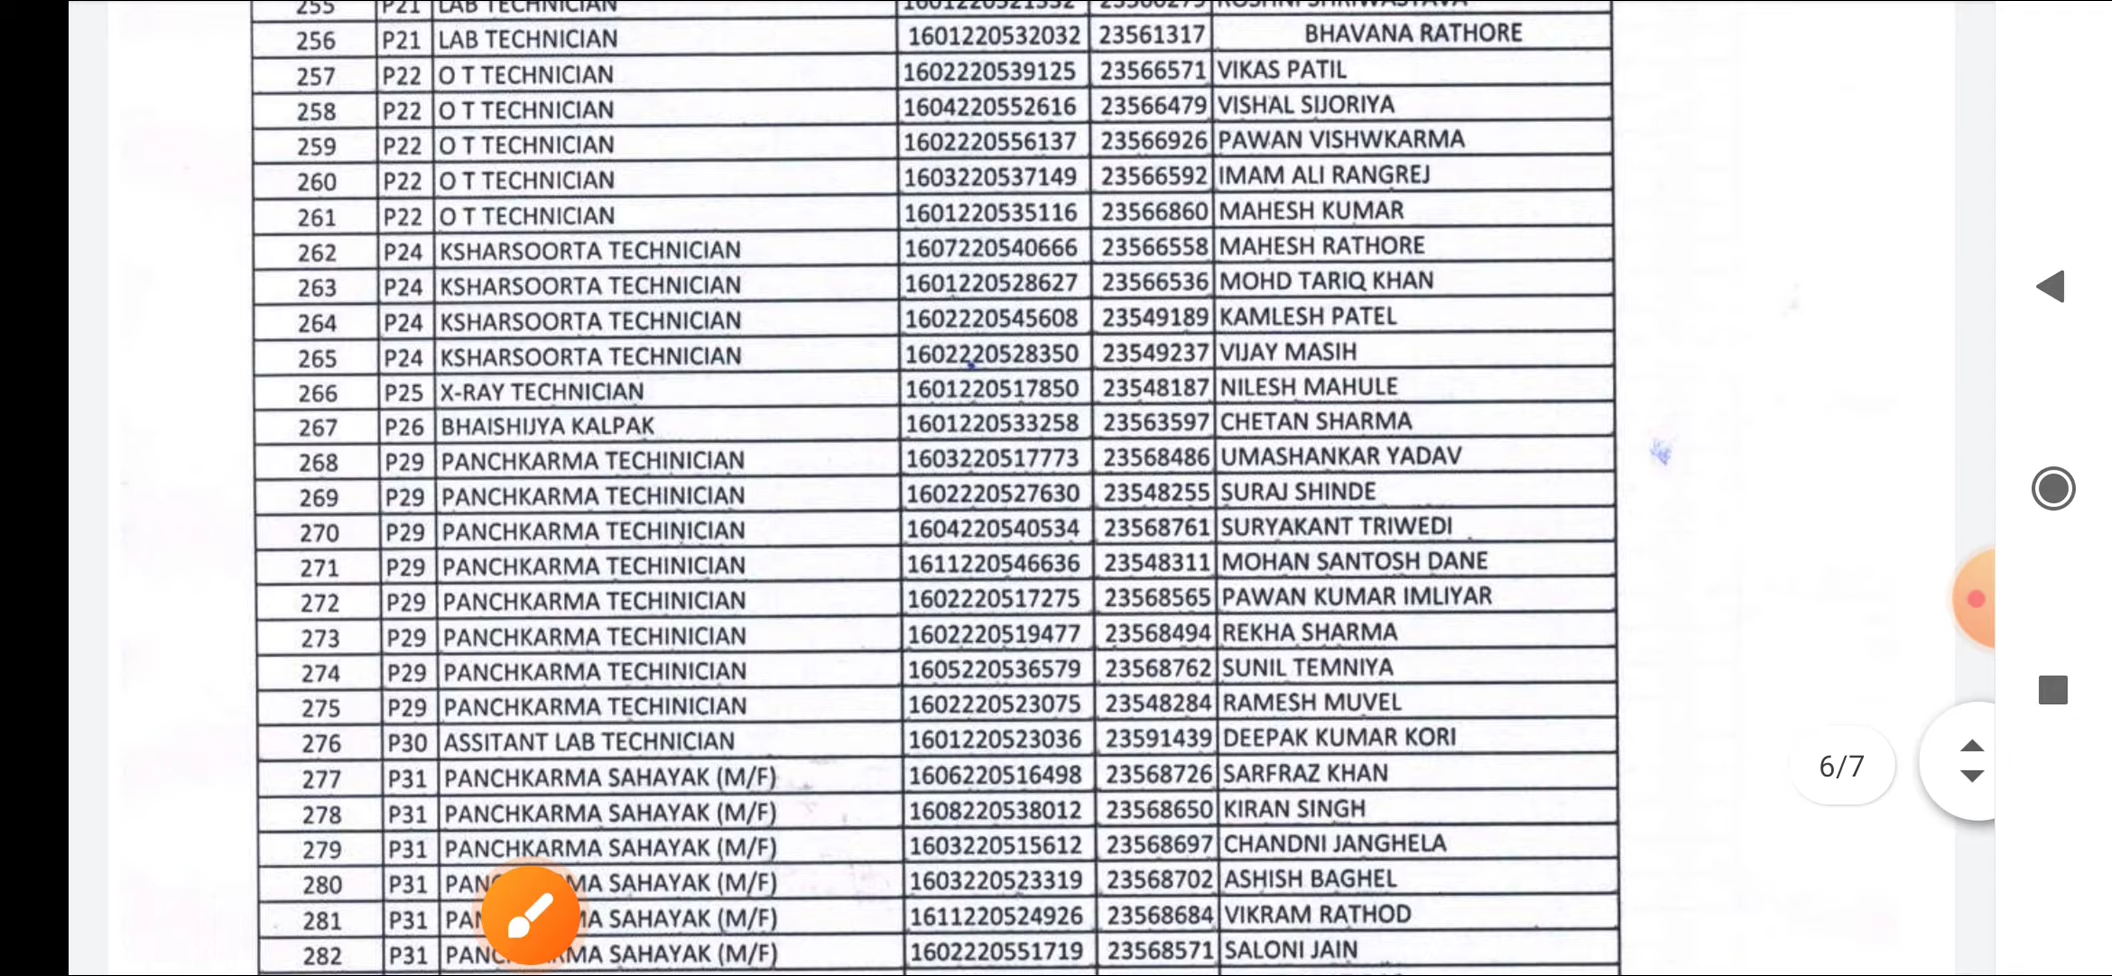 255 P21 LAB TECHNICIAN
256 P21 LAB TECHNICIAN 1601220532032 23561317 BHAVANA RATHORE
257 P22 O T TECHNICIAN 1602220539125 23566571 VIKAS PATIL
258 P22 O T TECHNICIAN 1604220552616 23566479 VISHAL SIJORIYA
259 P22 O T TECHNICIAN 1602220556137 23566926 PAWAN VISHWKARMA
260 P22 O T TECHNICIAN 1603220537149 23566592 IMAM ALI RANGREJ
261 P22 O T TECHNICIAN 1601220535116 23566860 MAHESH KUMAR
262 P24 KSHARSOORTA TECHNICIAN 1607220540666 23566558 MAHESH RATHORE
263 P24 KSHARSOORTA TECHNICIAN 1601220528627 23566536 MOHD TARIQ KHAN
264 P24 KSHARSOORTA TECHNICIAN 1602220545608 23549189 KAMLESH PATEL
265 P24 KSHARSOORTA TECHNICIAN 1602220528350 23549237 VIJAY MASIH
266 P25 X-RAY TECHNICIAN 1601220517850 23548187 NILESH MAHULE
267 P26 BHAISHIJYA KALPAK 1601220533258 23563597 CHETAN SHARMA
268 P29 PANCHKARMA TECHINICIAN 1603220517773 23568486 UMASHANKAR YADAV
269 P29 PANCHKARMA TECHINICIAN 1602220527630 23548255 SURAJ SHINDE
270 P29 PANCHKARMA TECHINICIAN 1604220540534 23568761 SURYAKANT TRIWEDI
271 P29 PANCHKARMA TECHINICIAN 1611220546636 23548311 MOHAN SANTOSH DANE
272 P29 PANCHKARMA TECHINICIAN 1602220517275 23568565 PAWAN KUMAR IMLIYAR
273 P29 PANCHKARMA TECHINICIAN 1602220519477 23568494 REKHA SHARMA
274 P29 PANCHKARMA TECHINICIAN 1605220536579 23568762 SUNIL TEMNIYA
275 P29 PANCHKARMA TECHINICIAN 1602220523075 23548284 RAMESH MUVEL
276 P30 ASSITANT LAB TECHNICIAN 1601220523036 23591439 DEEPAK KUMAR KORI
277 P31 PANCHKARMA SAHAYAK (M/F) 1606220516498 23568726 SARFRAZ KHAN
278 P31 PANCHKARMA SAHAYAK (M/F) 1608220538012 23568650 KIRAN SINGH
279 P31 PANCHKARMA SAHAYAK (M/F) 1603220515612 23568697 CHANDNI JANGHELA
280 P31 SAHAYAK (M/F) 1603220523319 23568702 ASHISH BAGHEL
281 P31 SAHAYAK (M/F) 1611220524926 23568684 VIKRAM RATHOD
282 P31 SAHAYAK (M/F) 1602220551719 23568571 SALONI JAIN
6/7